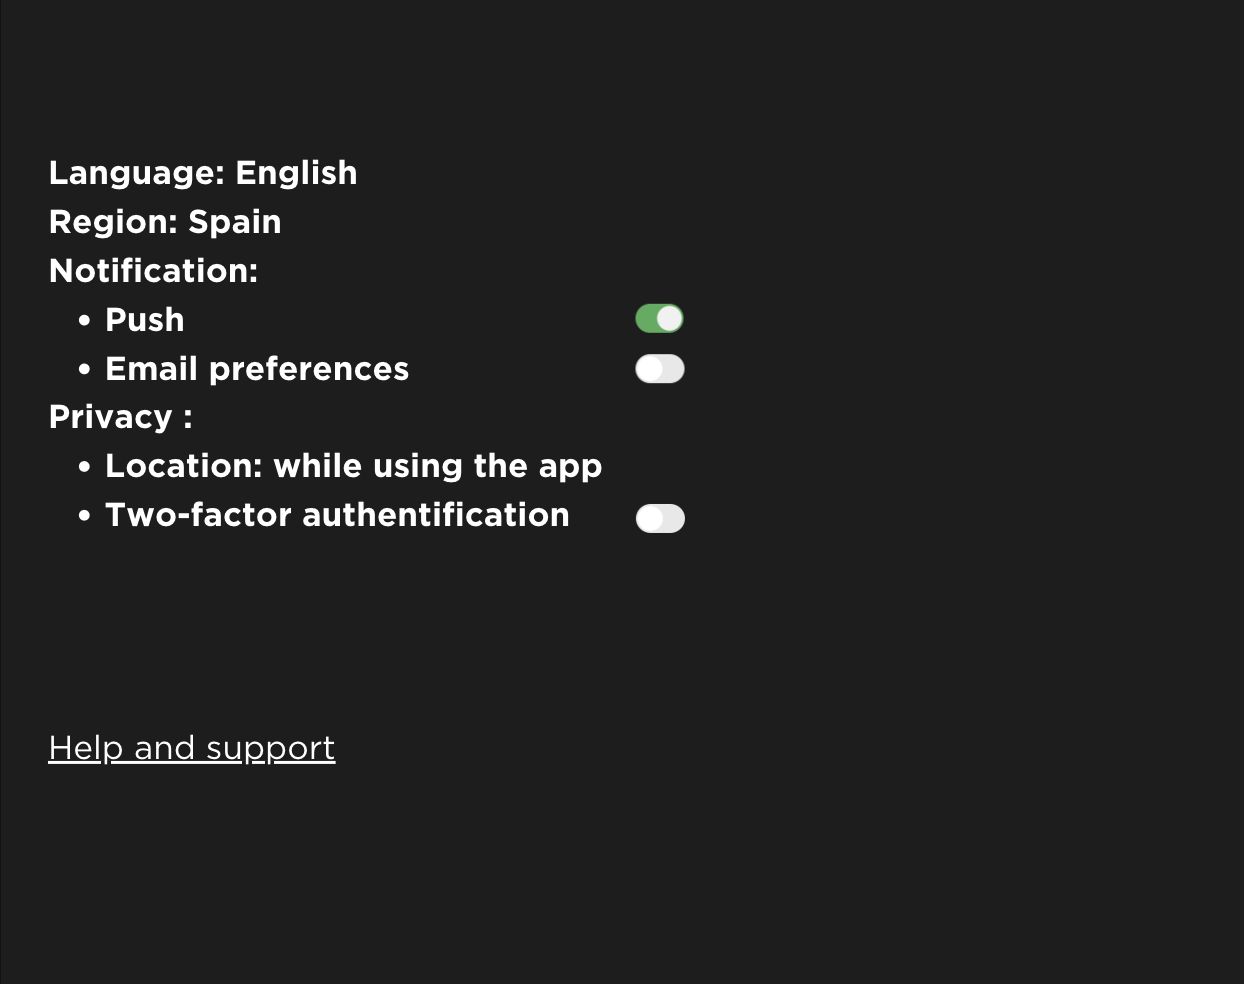 Language: English
Region: Spain
Notification:
• Push
• Email preferences
Privacy :
• Location: while using the app
• Two-factor authentification
Help and support